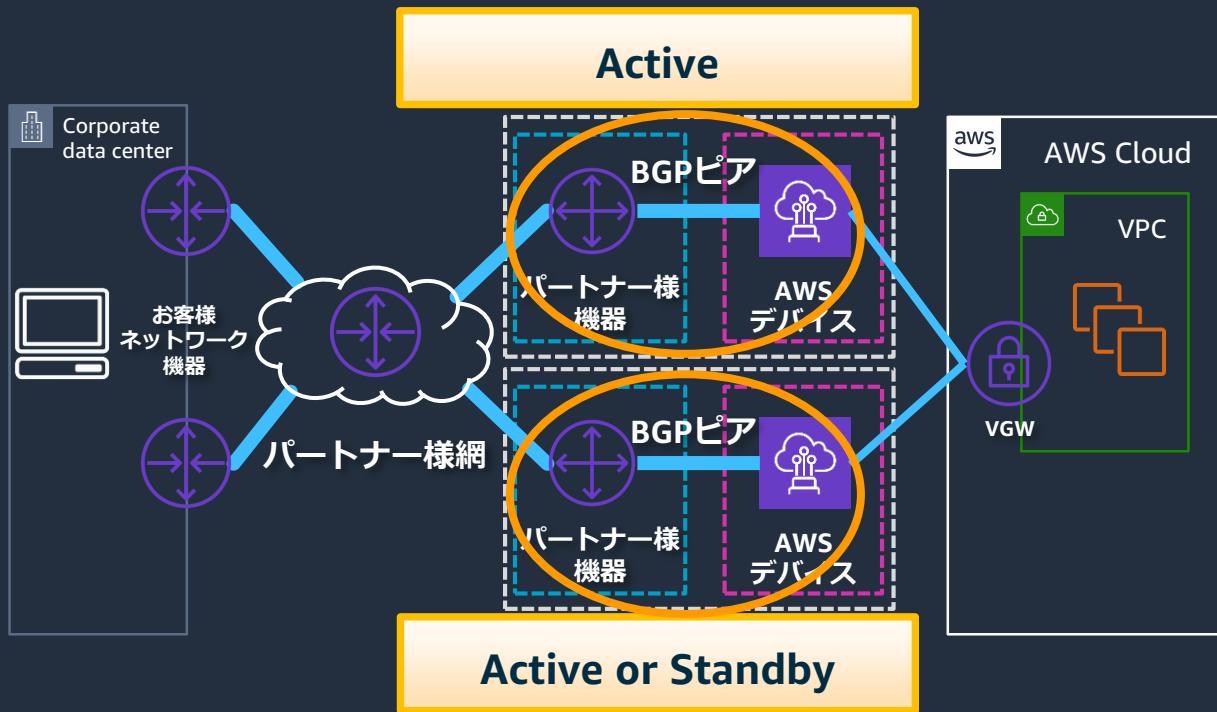 Active
Corporate
data center
お客様
ネットワーク
機器
パートナー様網
BGPピア
パートナー様
機器
AWS
デバイス
BGPピア
パートナー様
機器
AWS
デバイス
aws
AWS Cloud
VPC
VGW
Active or Standby